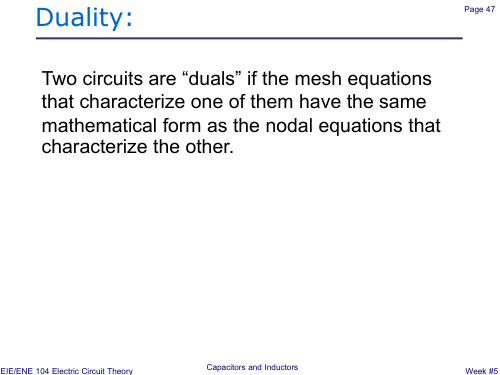 Page 47
Duality:
Two circuits are “duals” if the mesh equations
that characterize one of them have the same
mathematical form as the nodal equations that
characterize the other.
EIE/ENE 104 Electric Circuit Theory
Capacitors and Inductors
Week #5